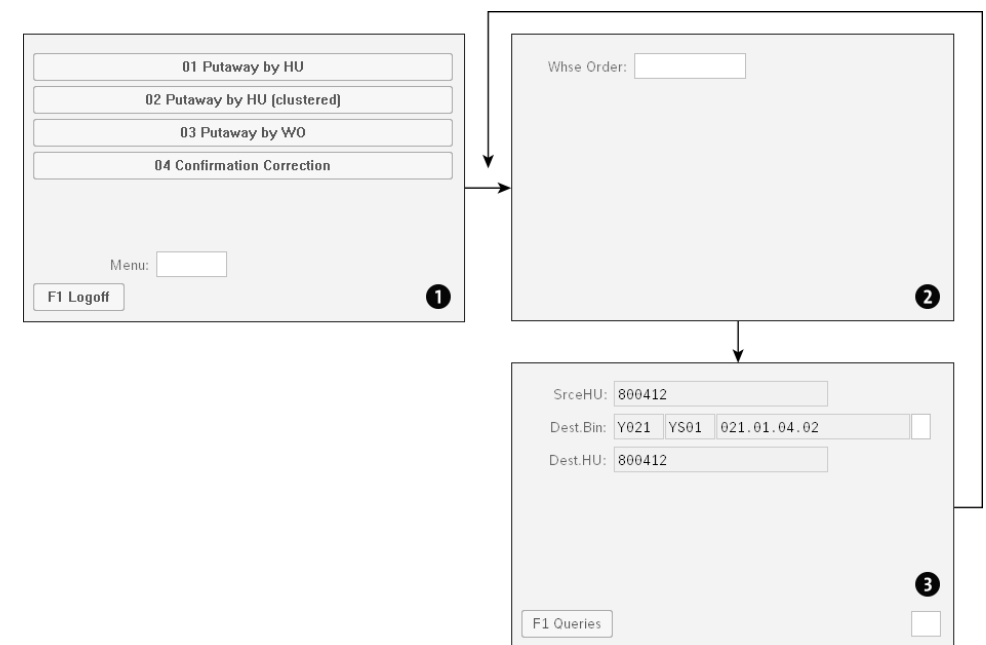 01 Putaway by HU
02 Putaway by HU (clustered)
03 Putaway by WO
04 Confirmation Correction
Menu:
F1 Logoff
1
Whse Order:
2
SrceHU: 800412
Dest.Bin: Y021 YS01 021.01.04.02
Dest.HU: 800412
3
F1 Queries